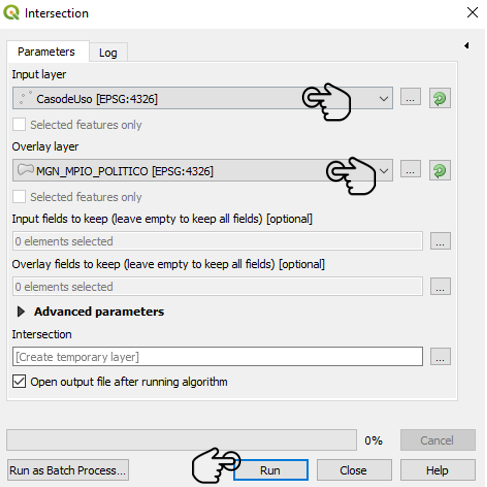 Intersection
Parameters
Log
Input layer
CasodeUso [EPSG:4326]
...
Selected features only
Overlay layer
MGN_MPIO_POLITICO [EPSG:4326]
...
Selected features only
Input fields to keep (leave empty to keep all fields) [optional]
0 elements selected
...
Overlay fields to keep (leave empty to keep all fields) [optional]
0 elements selected
...
Advanced parameters
Intersection
[Create temporary layer]
...
Open output file after running algorithm
0%
Cancel
Run as Batch Process...
Run
Close
Help